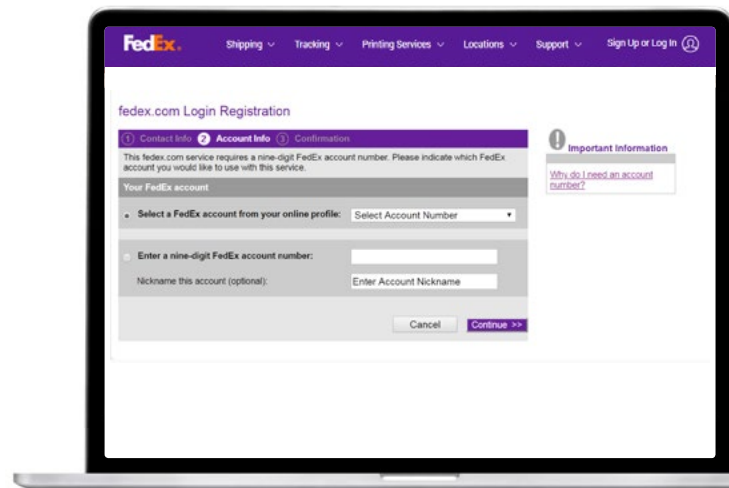 FedEx.
Shipping Tracking Printing Services Locations Support Sign Up or Log In
fedex.com Login Registration
1 Contact Info 2 Account Info 3 Confirmation
This fedex.com service requires a nine-digit FedEx account number. Please indicate which FedEx
account you would like to use with this service.
Your FedEx account
Select a FedEx account from your online profile: Select Account Number
Enter a nine-digit FedEx account number:
Nickname this account (optional): Enter Account Nickname
Cancel Continue >>
! Important Information
Why do I need an account
number?